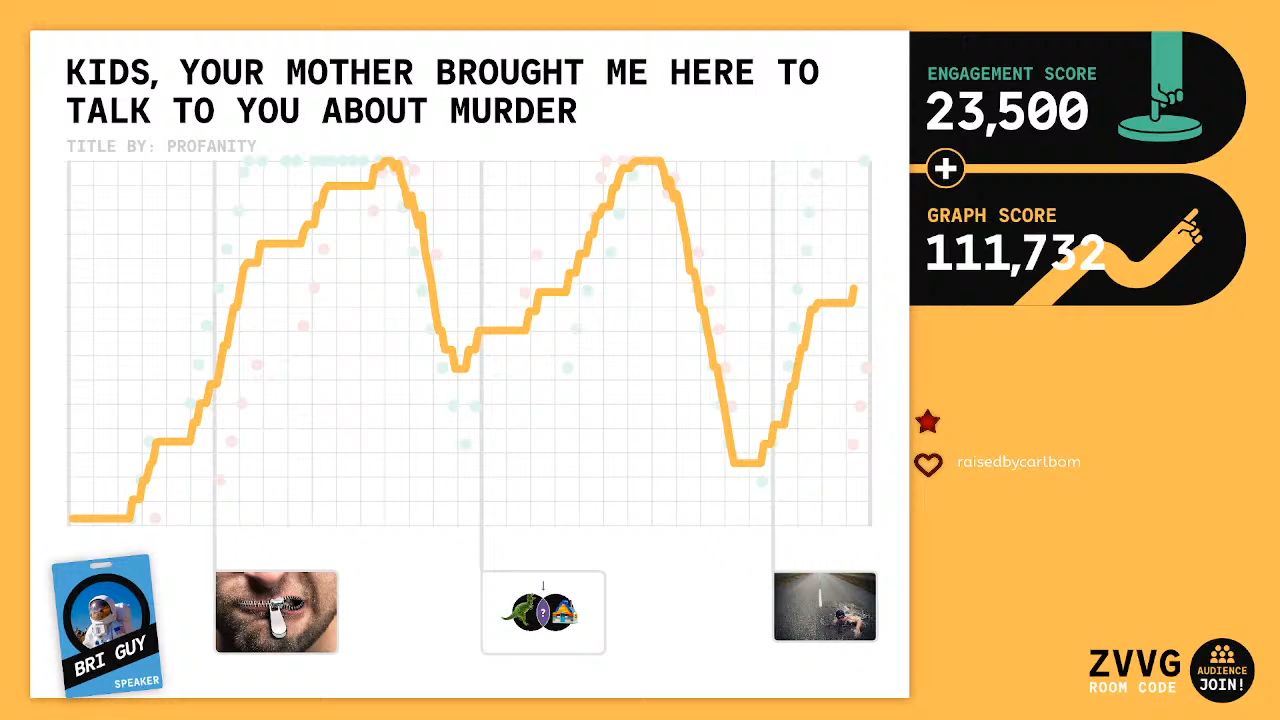 KIDS, YOUR MOTHER BROUGHT ME HERE TO
TALK TO YOU ABOUT MURDER
TITLE BY: PROFANITY
ENGAGEMENT SCORE
23,500
+
GRAPH SCORE
111,732
raisedbycarlbom
?
BRI GUY
SPEAKER
ZVVG
ROOM CODE
AUDIENCE
JOIN!